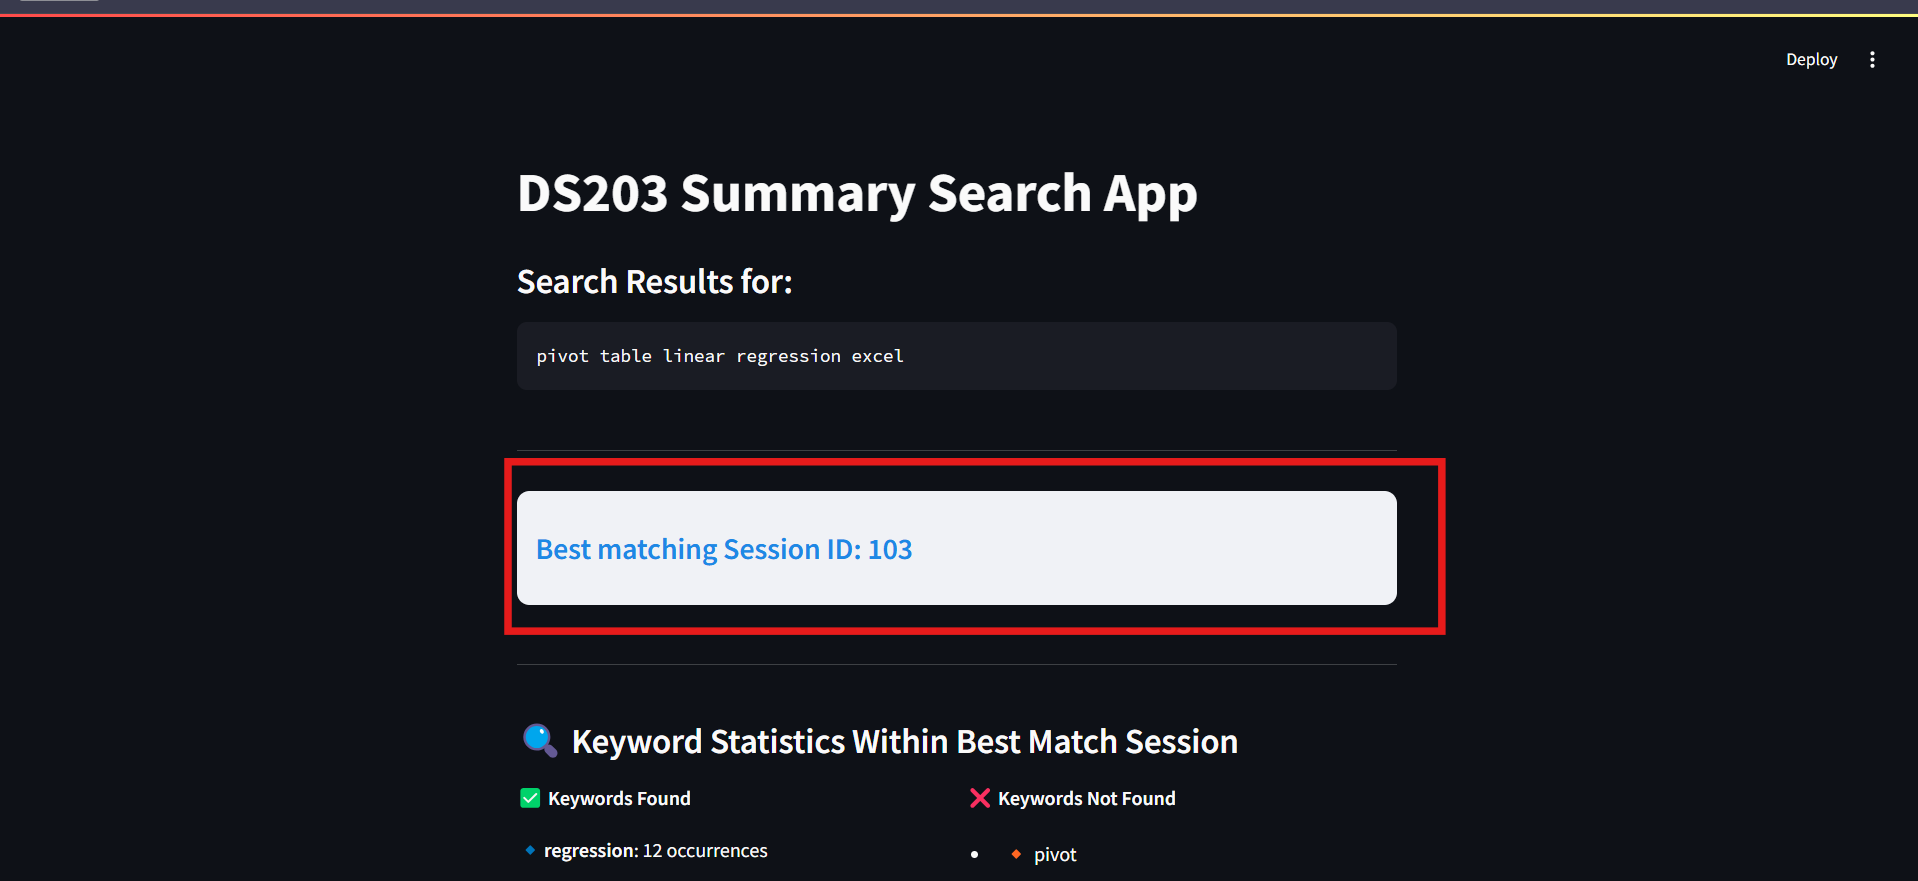 Deploy
DS203 Summary Search App
Search Results for:
pivot table linear regression excel
Best matching Session ID: 103
Keyword Statistics Within Best Match Session
Keywords Found
Keywords Not Found
regression: 12 occurrences
pivot